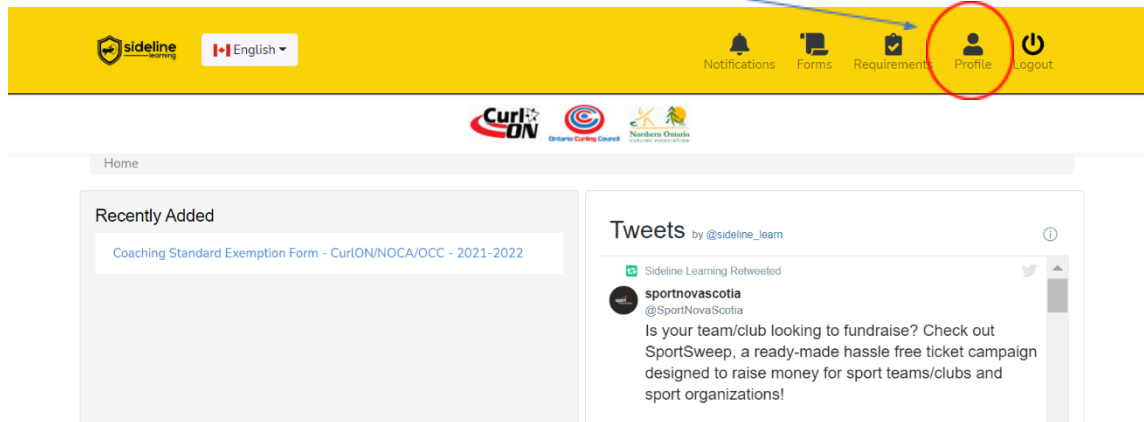 sideline
learning
English
Notifications
Forms
Requirements
Profile
Logout
Curl
ON
Ontario Curling Council
Northern Ontario
CURLING ASSOCIATION
Home
Recently Added
Coaching Standard Exemption Form - CurlON/NOCA/OCC - 2021-2022
Tweets by @sideline_learn
Sideline Learning Retweeted
sportnovascotia
@SportNovaScotia
Is your team/club looking to fundraise? Check out
SportSweep, a ready-made hassle free ticket campaign
designed to raise money for sport teams/clubs and
sport organizations!